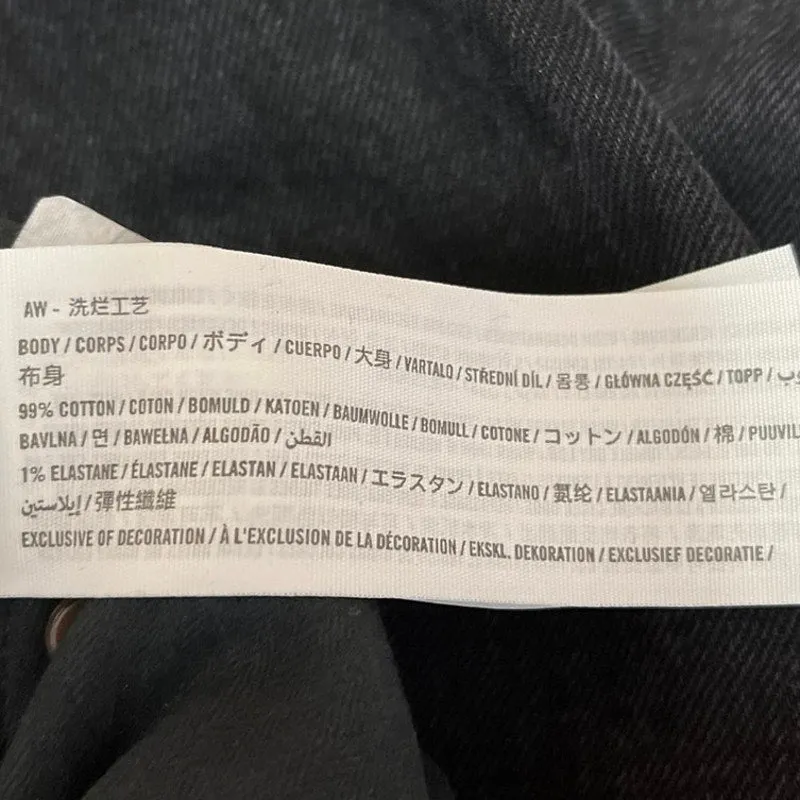 AW - 洗烂工艺
BODY / CORPS / CORPO / ボディ / CUERPO / 大身 / VARTALO / STŘEDNÍ DÍL / 몸통 / GŁÓWNA CZĘŚĆ / TOPP /
布身
99% COTTON / COTON / BOMULD / KATOEN / BAUMWOLLE / BOMULL / COTONE / コットン / ALGODÓN / 棉 /
BAVLNA / 면 / BAWEŁNA / ALGODÃO / القطن
1% ELASTANE / ÉLASTANE / ELASTAN / ELASTAAN / エラスタン / ELASTANO / 氨纶 / ELASTAANIA / 엘라스탄 /
إيلاستين / 彈性纖維
EXCLUSIVE OF DECORATION / À L'EXCLUSION DE LA DÉCORATION / EKSKL. DEKORATION / EXCLUSIEF DECORATIE /